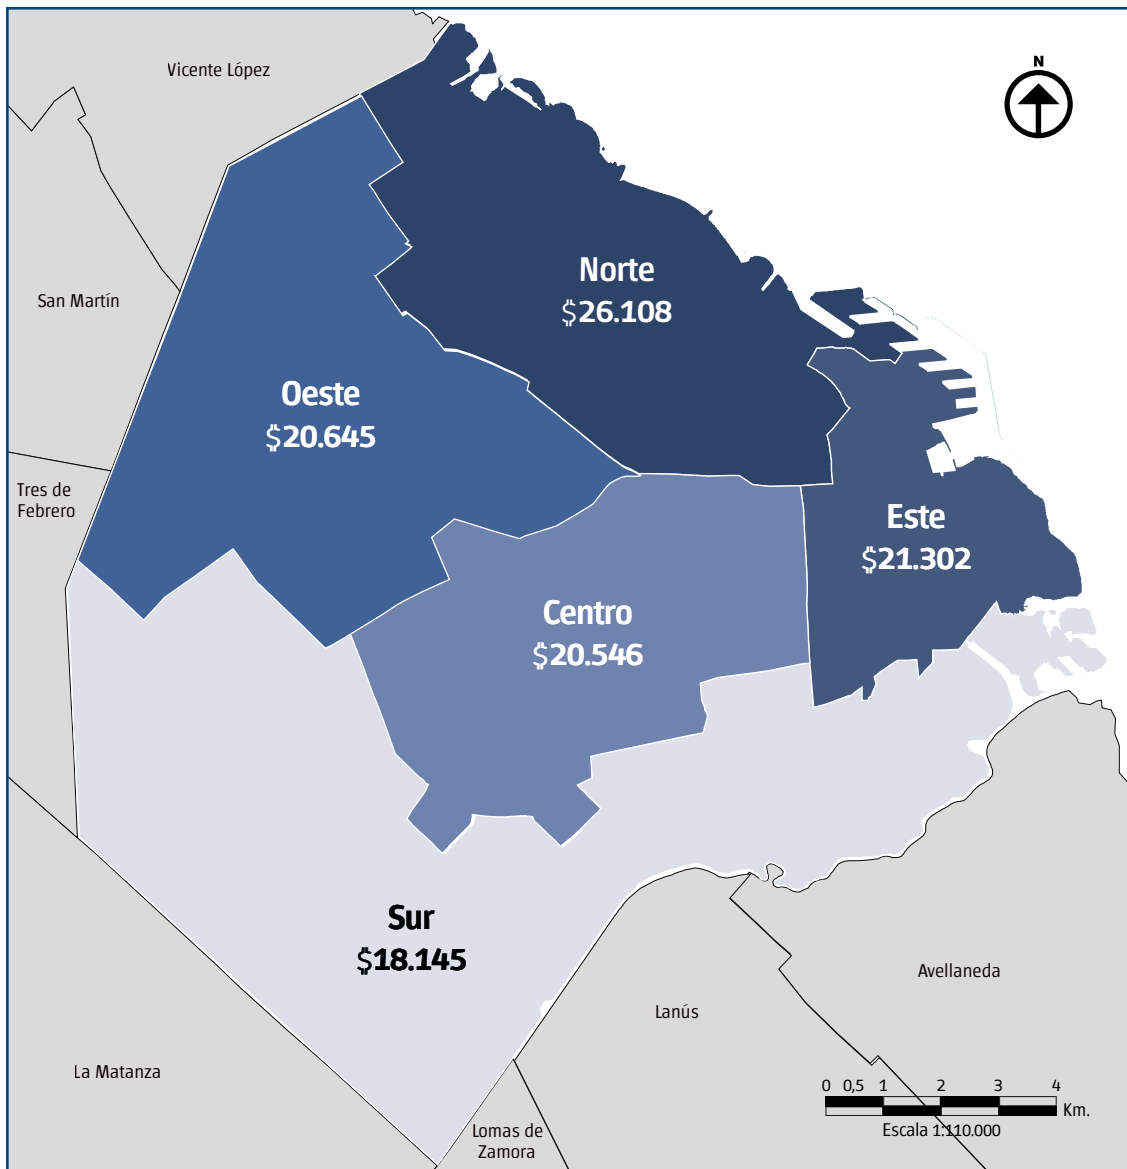 N
Vicente López
Norte
$26.108
San Martín
Oeste
$20.645
Tres de
Febrero
Este
$21.302
Centro
$20.546
Sur
$18.145
Avellaneda
Lanús
La Matanza
Lomas de
Zamora
0 0,5 1 2 3 4
Km.
Escala 1:110.000